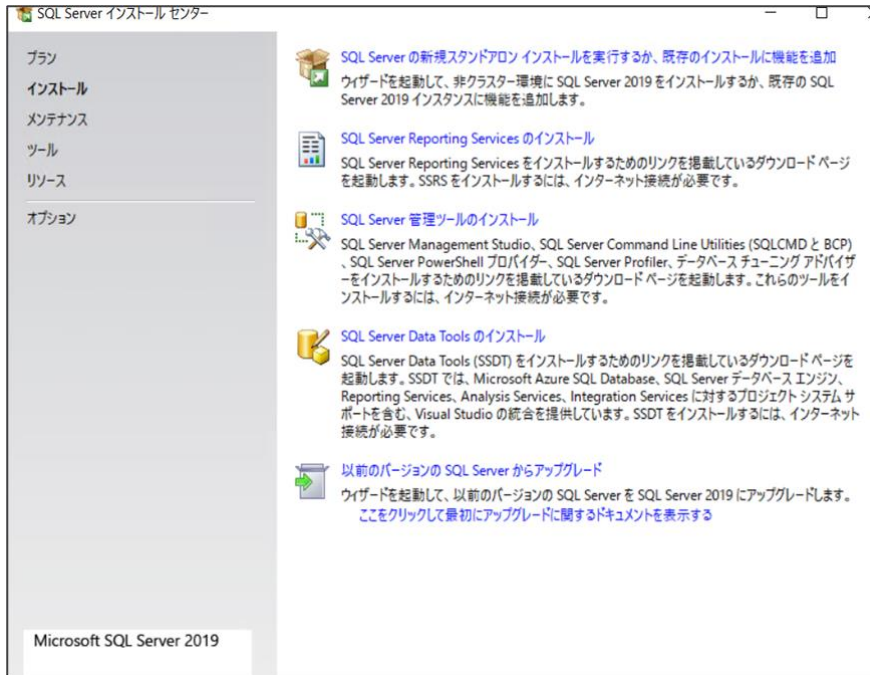 SQL Server インストール センター
プラン
インストール
メンテナンス
ツール
リソース
オプション
SQL Server の新規スタンドアロン インストールを実行するか、既存のインストールに機能を追加
ウィザードを起動して、非クラスター環境に SQL Server 2019 をインストールするか、既存の SQL
Server 2019 インスタンスに機能を追加します。
SQL Server Reporting Services のインストール
SQL Server Reporting Services をインストールするためのリンクを掲載しているダウンロード ページ
を起動します。SSRS をインストールするには、インターネット接続が必要です。
SQL Server 管理ツールのインストール
SQL Server Management Studio、SQL Server Command Line Utilities (SQLCMD と BCP)
、SQL Server PowerShell プロバイダー、SQL Server Profiler、データベース チューニング アドバイザ
ーをインストールするためのリンクを掲載しているダウンロード ページを起動します。これらのツールをイ
ンストールするには、インターネット接続が必要です。
SQL Server Data Tools のインストール
SQL Server Data Tools (SSDT) をインストールするためのリンクを掲載しているダウンロード ページを
起動します。SSDT では、Microsoft Azure SQL Database、SQL Server データベース エンジン、
Reporting Services、Analysis Services、Integration Services に対するプロジェクト システム サ
ポートを含む、Visual Studio の統合を提供しています。SSDT をインストールするには、インターネット
接続が必要です。
以前のバージョンの SQL Server からアップグレード
ウィザードを起動して、以前のバージョンの SQL Server を SQL Server 2019 にアップグレードします。
ここをクリックして最初にアップグレードに関するドキュメントを表示する
Microsoft SQL Server 2019